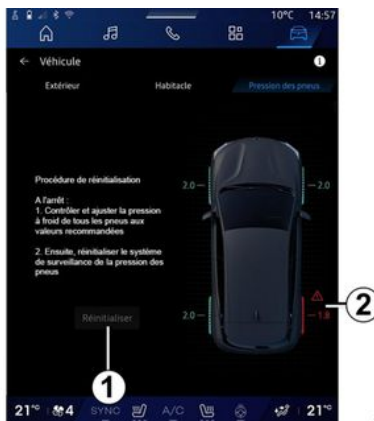 10°C 14:57
← Véhicule
Extérieur Habitacle Pression des pneus
Procédure de réinitialisation
2.0 2.0
A l'arrêt :
1. Contrôler et ajuster la pression
à froid de tous les pneus aux
valeurs recommandées
2. Ensuite, réinitialiser le système
de surveillance de la pression des
pneus
2
Réinitialiser
2.0 1.8
1
21°° 4 SYNC A/C 21°°